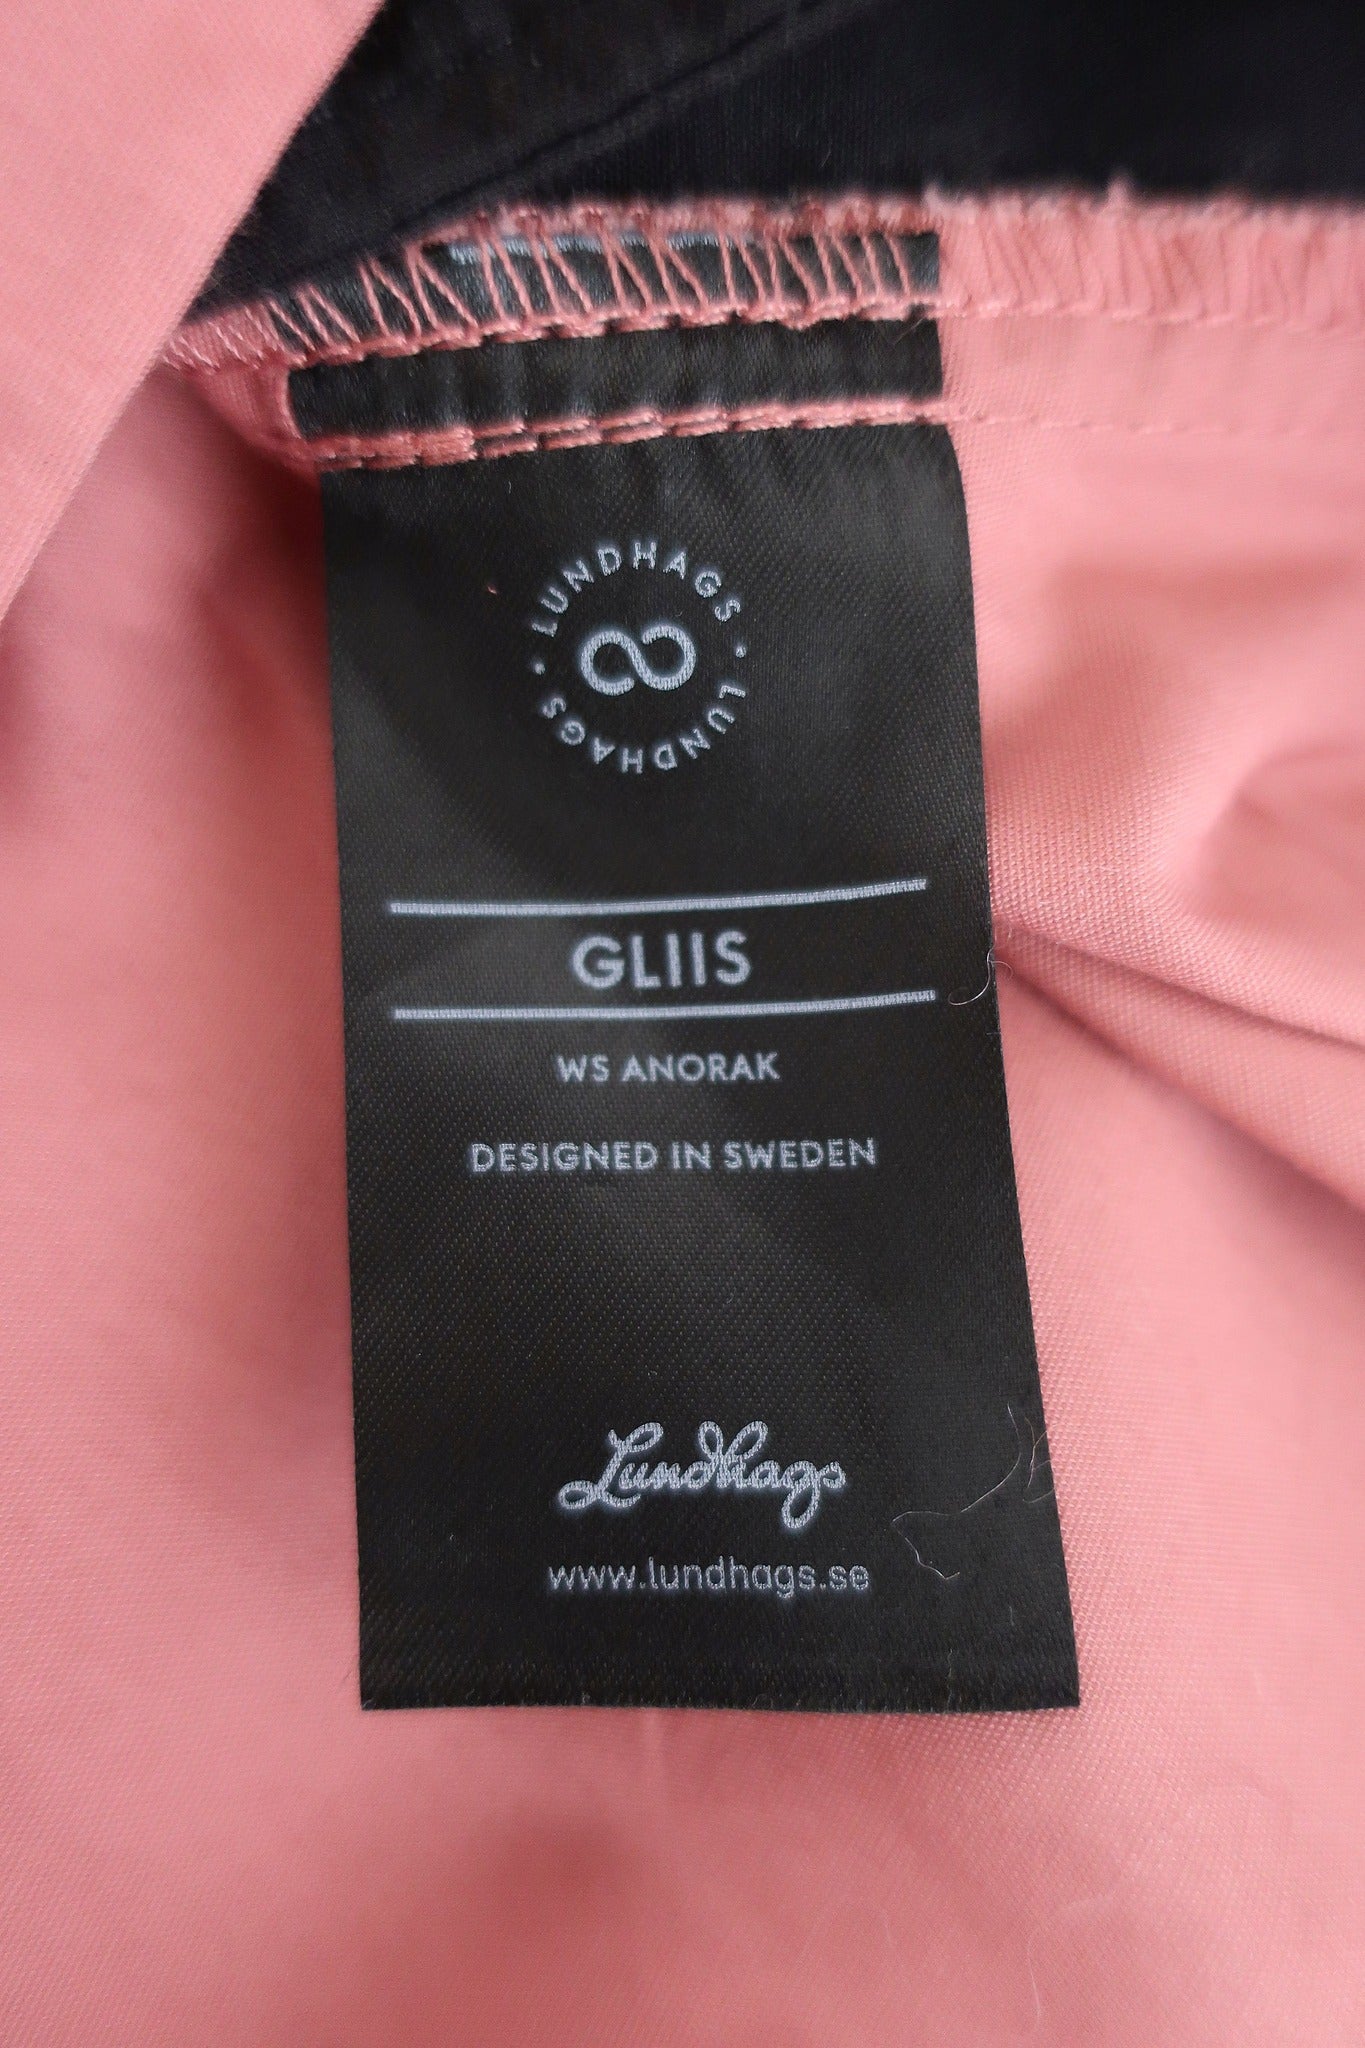 LUNDHAGS · LUNDHAGS ·
GLIIS
WS ANORAK
DESIGNED IN SWEDEN
Lundhags
www.lundhags.se